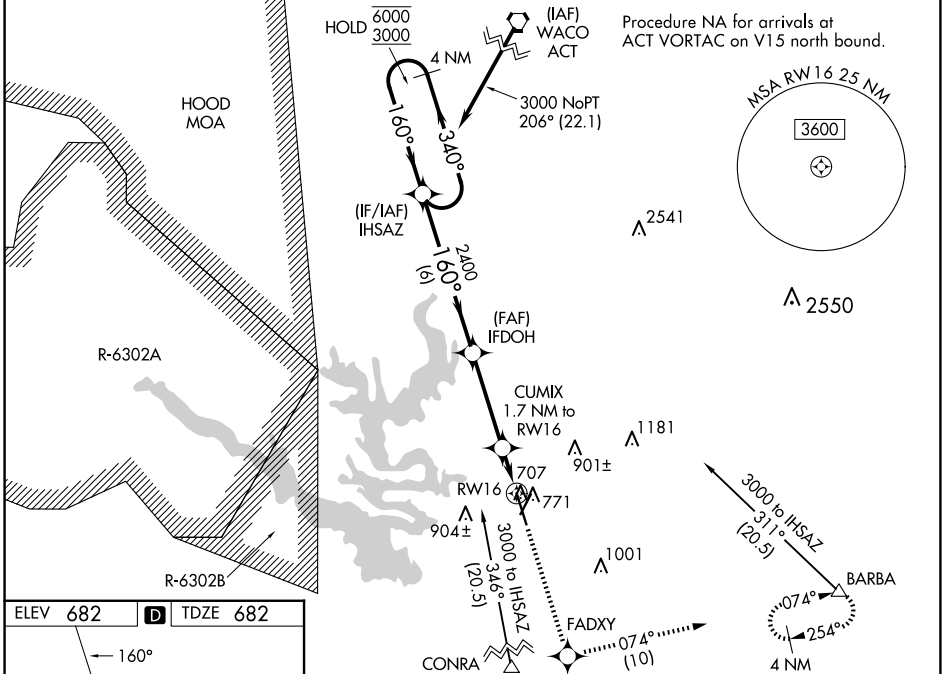 HOLD 6000
3000
4 NM
(IAF)
WACO
ACT
Procedure NA for arrivals at
ACT VORTAC on V15 north bound.
HOOD
MOA
160°
340°
3000 NoPT
206° (22.1)
MSA RW16 25 NM
3600
(IF/IAF)
IHSAZ
2541
2400
160°
(6)
2550
(FAF)
IFDOH
R-6302A
CUMIX
1.7 NM to
RW16
1181
901±
707
RW16
771
904±
3000 to IHSAZ
311°
(20.5)
3000 to IHSAZ
346°
(20.5)
1001
R-6302B
BARBA
074°
254°
4 NM
ELEV 682
D
TDZE 682
160°
FADXY
074°
(10)
CONRA